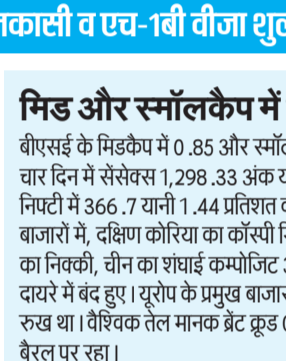 व एच-1बी वीजा
मिड और स्मॉलकैप में
बीएसई के मिडकैप में 0.85 और
चार दिन में सेंसेक्स 1,298.33 अंक
निफ्टी में 366.7 यानी 1.44 प्रतिशत
बाजारों में, दक्षिण कोरिया का कॉस्पी
का निक्की, चीन का शंघाई कम्पोजिट
दायरे में बंद हुए। यूरोप के प्रमुख बाजार
रुख था। वैश्विक तेल मानक ब्रेंट क्रूड
बैरल पर रहा।